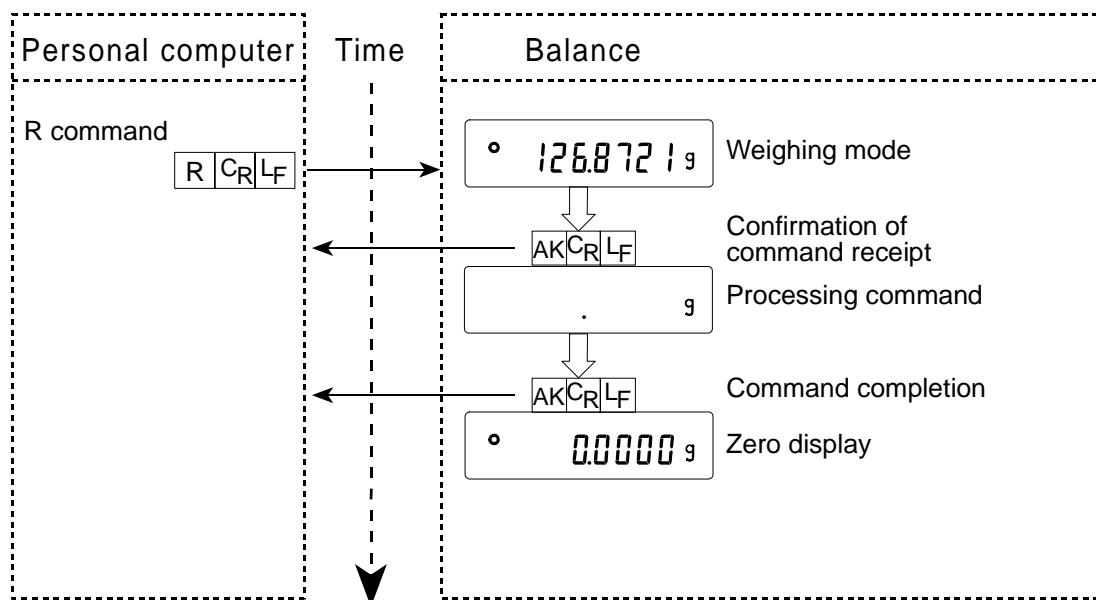 Personal computer Time Balance
R command
R CR LF
126.8721 g Weighing mode
Confirmation of
AK CR LF command receipt
. g Processing command
AK CR LF Command completion
0.0000 g Zero display